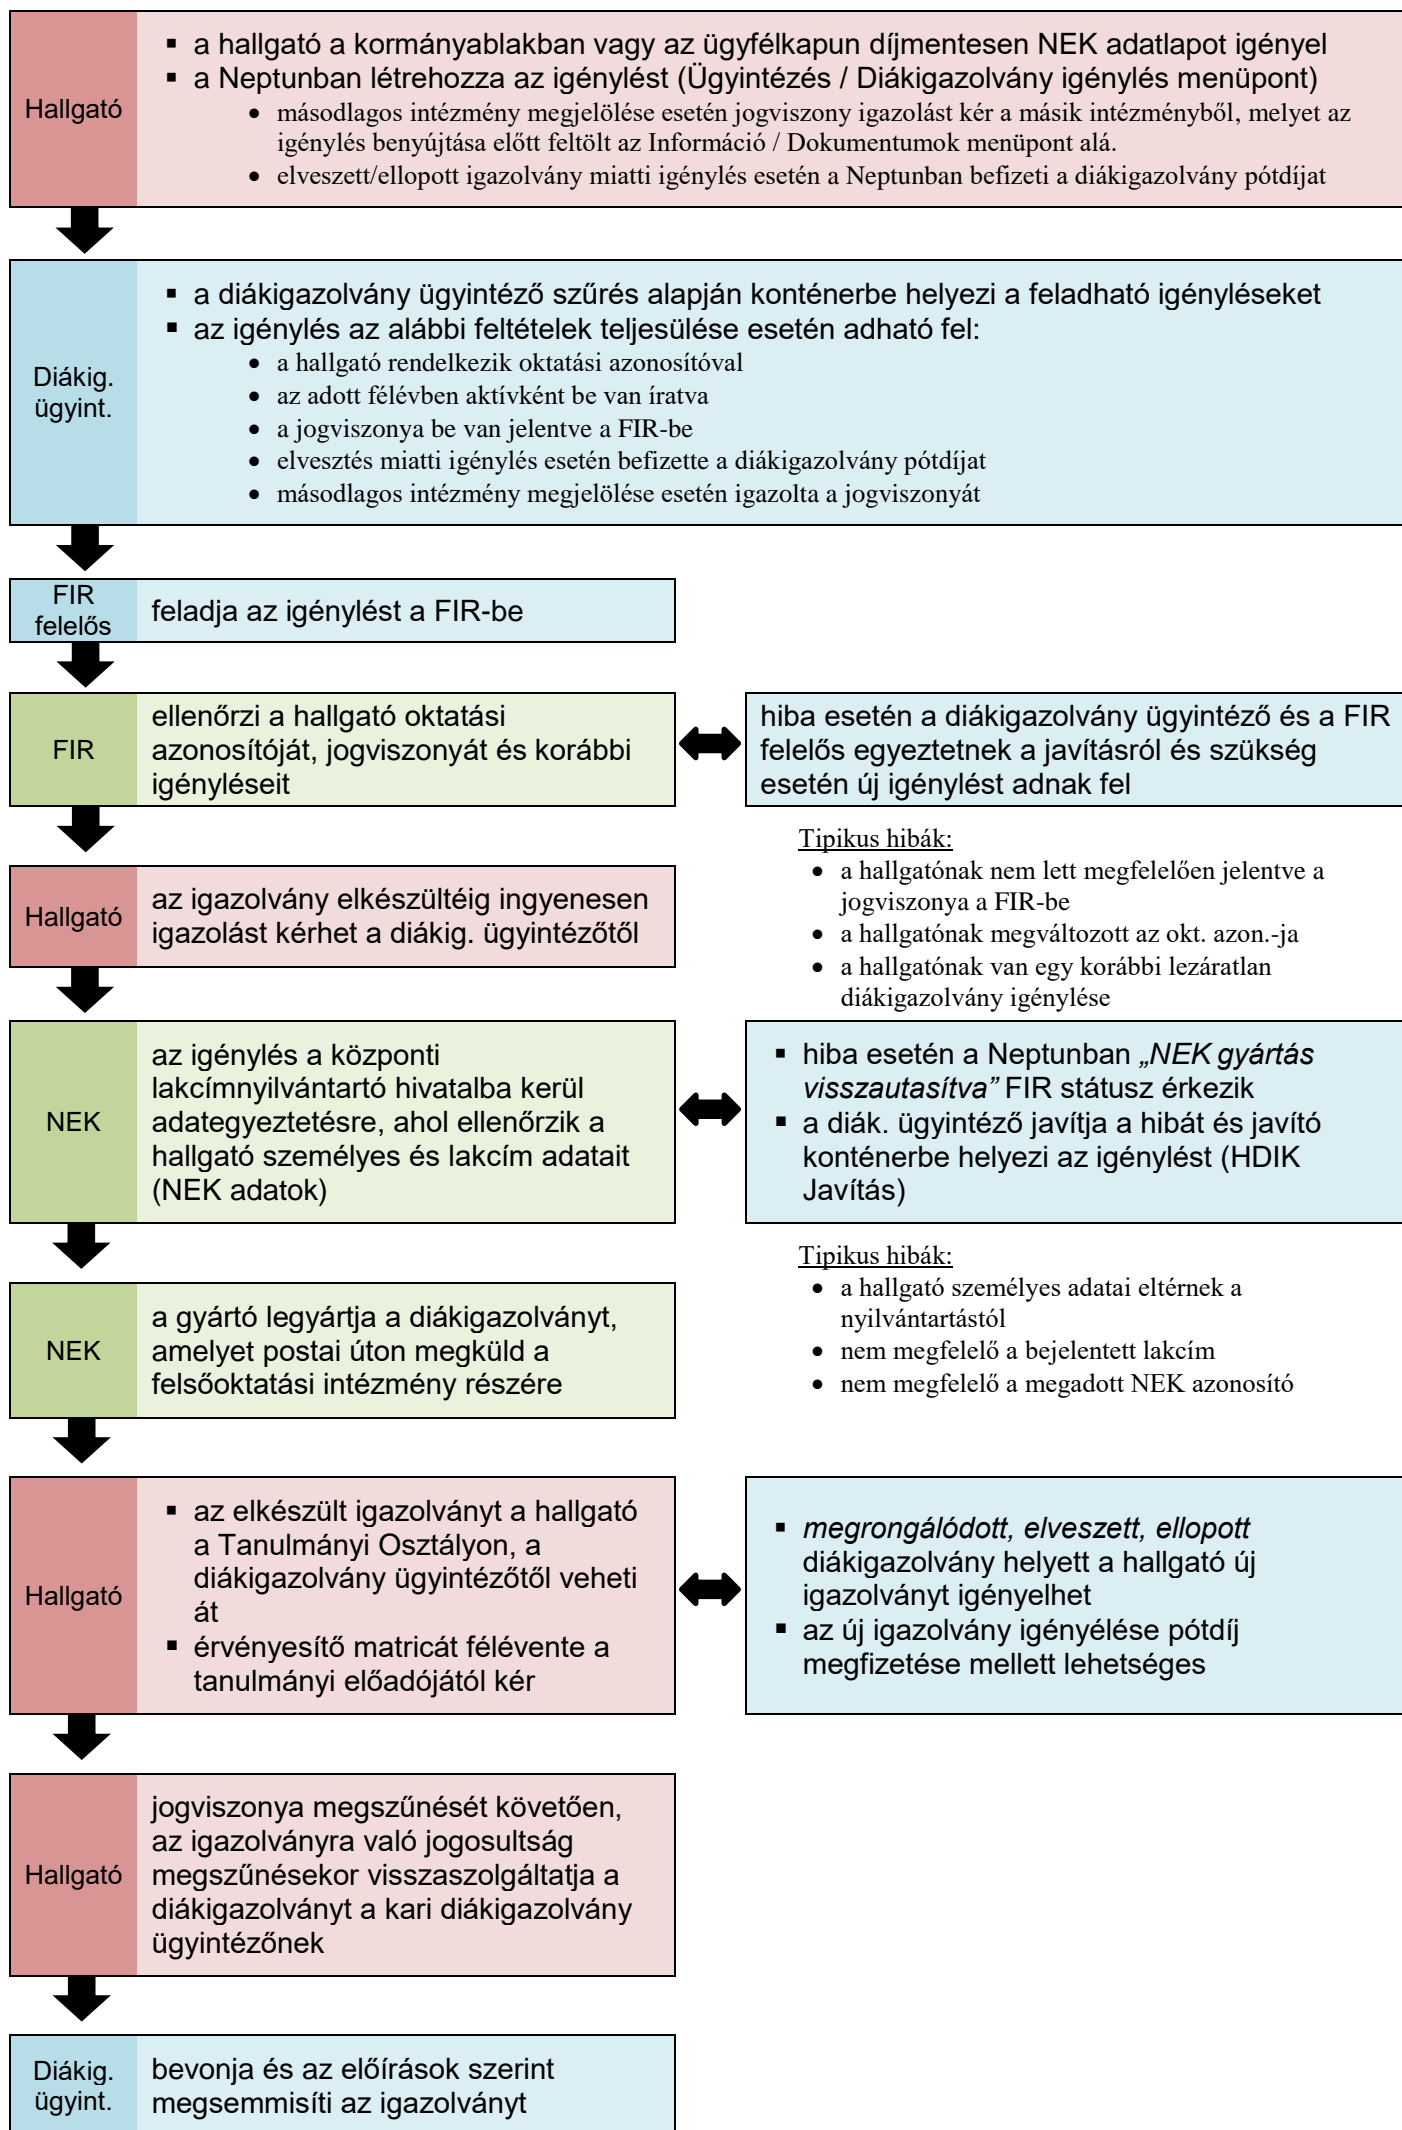 Hallgató
▪ a hallgató a kormányablakban vagy az ügyfélkapun díjmentesen NEK adatlapot igényel
▪ a Neptunban létrehozza az igénylést (Ügyintézés / Diákigazolvány igénylés menüpont)
• másodlagos intézmény megjelölése esetén jogviszony igazolást kér a másik intézményből, melyet az
igénylés benyújtása előtt feltölt az Információ / Dokumentumok menüpont alá.
• elveszett/ellopott igazolvány miatti igénylés esetén a Neptunban befizeti a diákigazolvány pótdíjat
Diákig.
ügyint.
▪ a diákigazolvány ügyintéző szűrés alapján konténerbe helyezi a feladható igényléseket
▪ az igénylés az alábbi feltételek teljesülése esetén adható fel:
• a hallgató rendelkezik oktatási azonosítóval
• az adott félévben aktívként be van íratva
• a jogviszonya be van jelentve a FIR-be
• elvesztés miatti igénylés esetén befizette a diákigazolvány pótdíjat
• másodlagos intézmény megjelölése esetén igazolta a jogviszonyát
FIR
felelős
feladja az igénylést a FIR-be
FIR
ellenőrzi a hallgató oktatási
azonosítóját, jogviszonyát és korábbi
igényléseit
hiba esetén a diákigazolvány ügyintéző és a FIR
felelős egyeztetnek a javításról és szükség
esetén új igénylést adnak fel
Tipikus hibák:
• a hallgatónak nem lett megfelelően jelentve a
jogviszonya a FIR-be
• a hallgatónak megváltozott az okt. azon.-ja
• a hallgatónak van egy korábbi lezáratlan
diákigazolvány igénylése
Hallgató
az igazolvány elkészültéig ingyenesen
igazolást kérhet a diákig. ügyintézőtől
NEK
az igénylés a központi
lakcímnyilvántartó hivatalba kerül
adategyeztetésre, ahol ellenőrzik a
hallgató személyes és lakcím adatait
(NEK adatok)
▪ hiba esetén a Neptunban „NEK gyártás
visszautasítva” FIR státusz érkezik
▪ a diák. ügyintéző javítja a hibát és javító
konténerbe helyezi az igénylést (HDIK
Javítás)
Tipikus hibák:
• a hallgató személyes adatai eltérnek a
nyilvántartástól
• nem megfelelő a bejelentett lakcím
• nem megfelelő a megadott NEK azonosító
NEK
a gyártó legyártja a diákigazolványt,
amelyet postai úton megküld a
felsőoktatási intézmény részére
Hallgató
▪ az elkészült igazolványt a hallgató
a Tanulmányi Osztályon, a
diákigazolvány ügyintézőtől veheti
át
▪ érvényesítő matricát félévente a
tanulmányi előadójától kér
▪ megrongálódott, elveszett, ellopott
diákigazolvány helyett a hallgató új
igazolványt igényelhet
▪ az új igazolvány igényélése pótdíj
megfizetése mellett lehetséges
Hallgató
jogviszonya megszűnését követően,
az igazolványra való jogosultság
megszűnésekor visszaszolgáltatja a
diákigazolványt a kari diákigazolvány
ügyintézőnek
Diákig.
ügyint.
bevonja és az előírások szerint
megsemmisíti az igazolványt